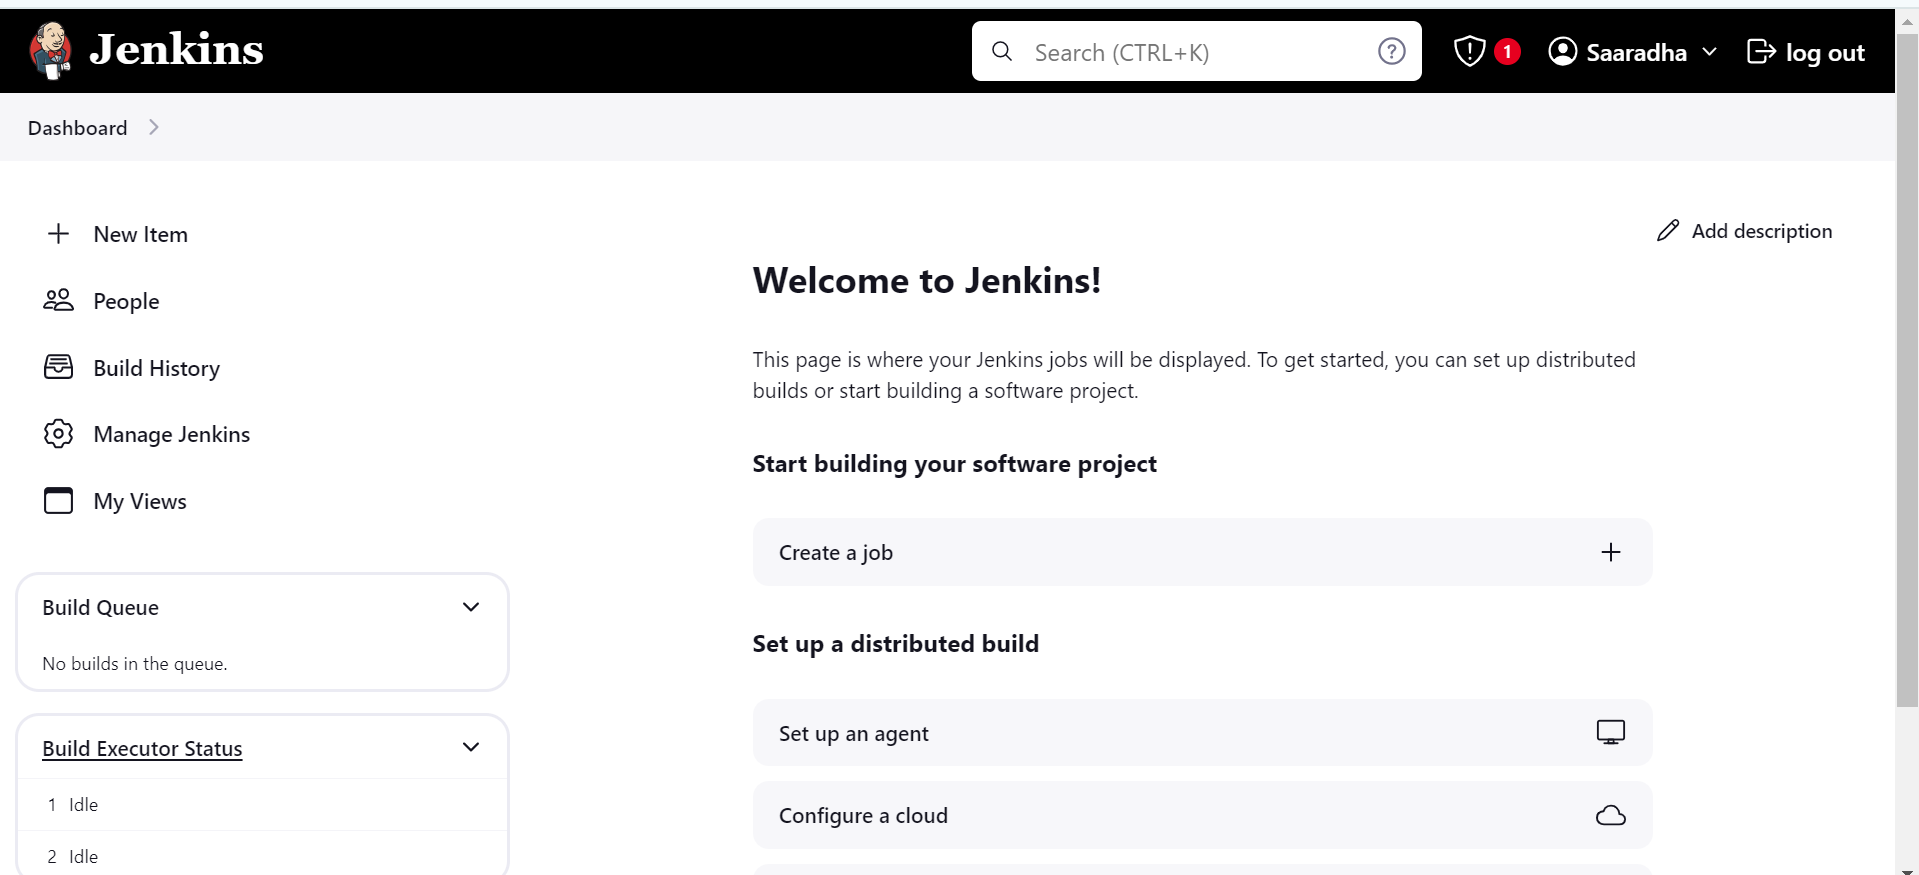 Jenkins
Search (CTRL+K)
1
Saaradha
log out
Dashboard
New Item
People
Build History
Manage Jenkins
My Views
Build Queue
No builds in the queue.
Build Executor Status
1 Idle
2 Idle
Add description
Welcome to Jenkins!
This page is where your Jenkins jobs will be displayed. To get started, you can set up distributed
builds or start building a software project.
Start building your software project
Create a job
Set up a distributed build
Set up an agent
Configure a cloud